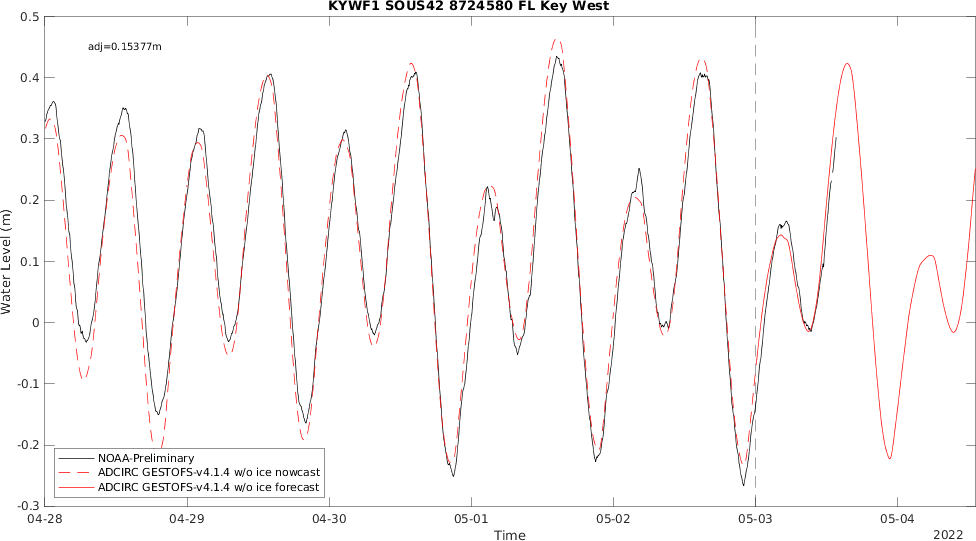 KYWF1 SOUS42 8724580 FL Key West
adj=0.15377m
Water Level (m)
0.5
0.4
0.3
0.2
0.1
0
-0.1
-0.2
-0.3
NOAA-Preliminary
ADCIRC GESTOFS-v4.1.4 w/o ice nowcast
ADCIRC GESTOFS-v4.1.4 w/o ice forecast
04-28 04-29 04-30 05-01 05-02 05-03 05-04
Time
2022